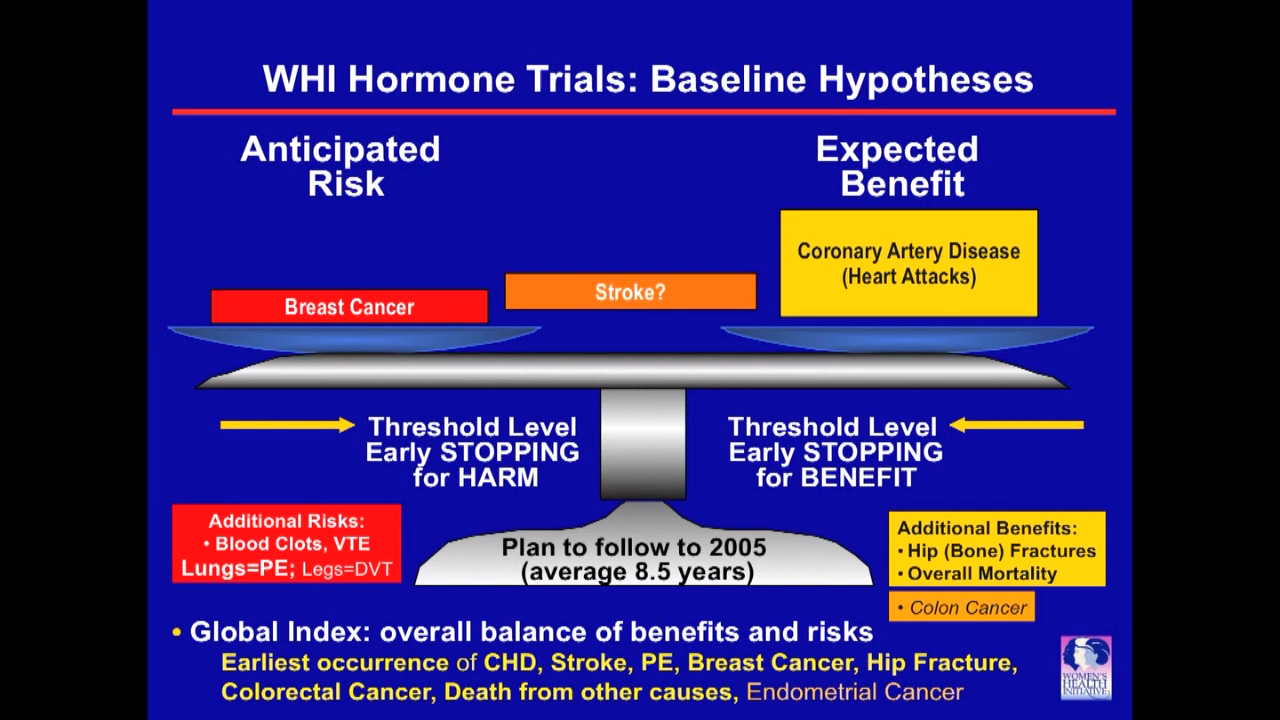 WHI Hormone Trials: Baseline Hypotheses
Anticipated
Risk
Expected
Benefit
Coronary Artery Disease
(Heart Attacks)
Stroke?
Breast Cancer
Threshold Level
Early STOPPING
for HARM
Threshold Level
Early STOPPING
for BENEFIT
Additional Risks:
• Blood Clots, VTE
Lungs=PE; Legs=DVT
Plan to follow to 2005
(average 8.5 years)
Additional Benefits:
• Hip (Bone) Fractures
• Overall Mortality
• Colon Cancer
• Global Index: overall balance of benefits and risks
Earliest occurrence of CHD, Stroke, PE, Breast Cancer, Hip Fracture,
Colorectal Cancer, Death from other causes, Endometrial Cancer
WOMEN'S
HEALTH
INITIATIVE